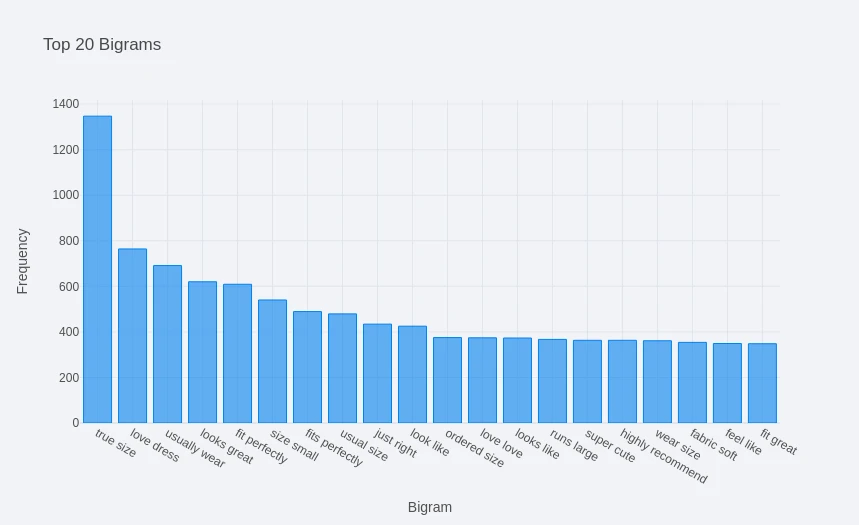 Top 20 Bigrams
1400
1200
1000
800
600
400
200
0
Frequency
true size
love dress
usually wear
looks great
fit perfectly
size small
fits perfectly
usual size
just right
look like
ordered size
love love
looks like
runs large
super cute
highly recommend
wear size
fabric soft
feel like
fit great
Bigram